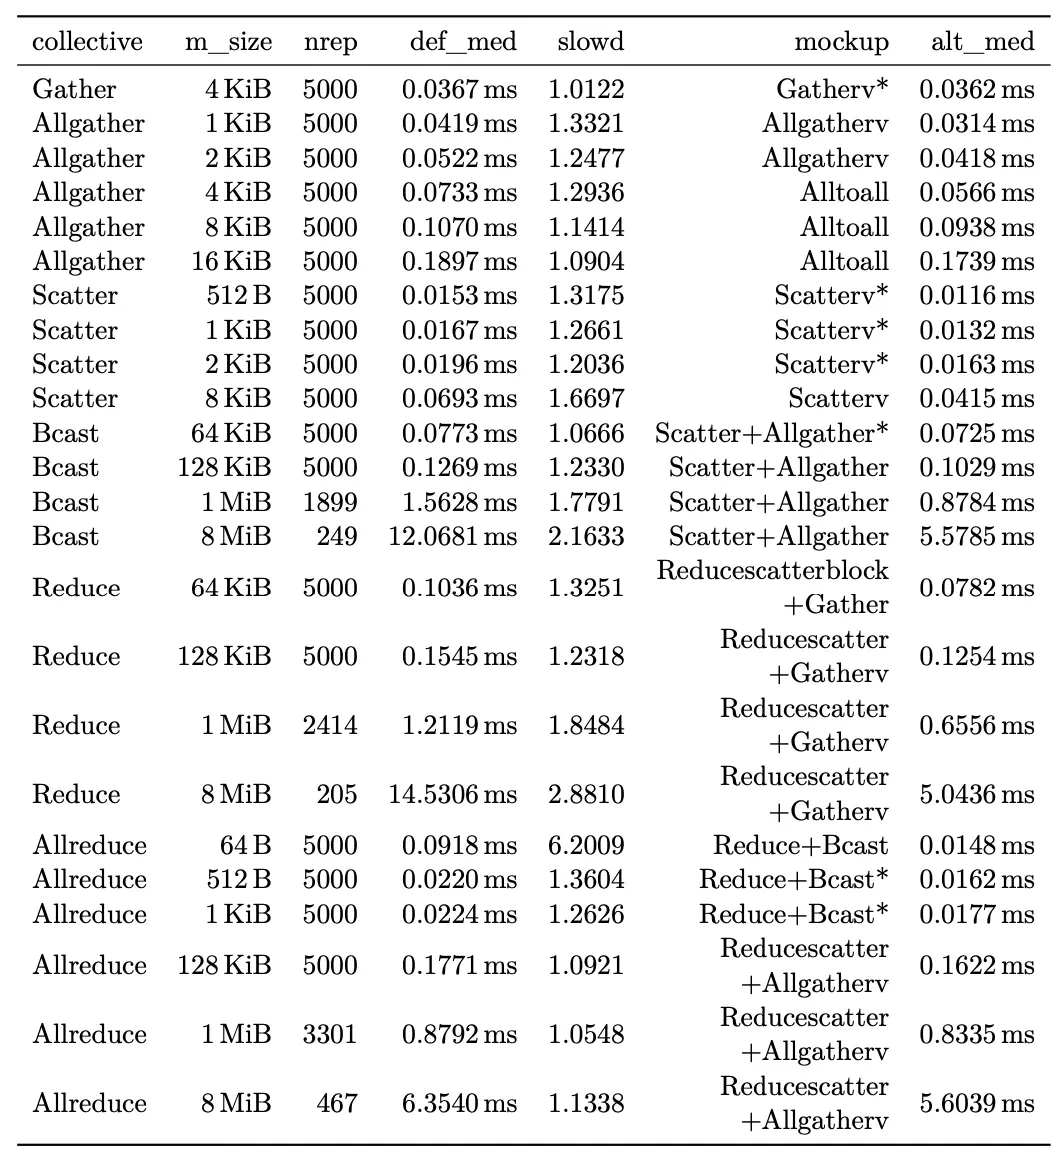 collective m_size nrep def_med slowd mockup alt_med
Gather 4 KiB 5000 0.0367 ms 1.0122 Gatherv* 0.0362 ms
Allgather 1 KiB 5000 0.0419 ms 1.3321 Allgatherv 0.0314 ms
Allgather 2 KiB 5000 0.0522 ms 1.2477 Allgatherv 0.0418 ms
Allgather 4 KiB 5000 0.0733 ms 1.2936 Alltoall 0.0566 ms
Allgather 8 KiB 5000 0.1070 ms 1.1414 Alltoall 0.0938 ms
Allgather 16 KiB 5000 0.1897 ms 1.0904 Alltoall 0.1739 ms
Scatter 512 B 5000 0.0153 ms 1.3175 Scatterv* 0.0116 ms
Scatter 1 KiB 5000 0.0167 ms 1.2661 Scatterv* 0.0132 ms
Scatter 2 KiB 5000 0.0196 ms 1.2036 Scatterv* 0.0163 ms
Scatter 8 KiB 5000 0.0693 ms 1.6697 Scatterv 0.0415 ms
Bcast 64 KiB 5000 0.0773 ms 1.0666 Scatter+Allgather* 0.0725 ms
Bcast 128 KiB 5000 0.1269 ms 1.2330 Scatter+Allgather 0.1029 ms
Bcast 1 MiB 1899 1.5628 ms 1.7791 Scatter+Allgather 0.8784 ms
Bcast 8 MiB 249 12.0681 ms 2.1633 Scatter+Allgather 5.5785 ms
Reduce 64 KiB 5000 0.1036 ms 1.3251 Reducescatterblock
+Gather 0.0782 ms
Reduce 128 KiB 5000 0.1545 ms 1.2318 Reducescatter
+Gatherv 0.1254 ms
Reduce 1 MiB 2414 1.2119 ms 1.8484 Reducescatter
+Gatherv 0.6556 ms
Reduce 8 MiB 205 14.5306 ms 2.8810 Reducescatter
+Gatherv 5.0436 ms
Allreduce 64 B 5000 0.0918 ms 6.2009 Reduce+Bcast 0.0148 ms
Allreduce 512 B 5000 0.0220 ms 1.3604 Reduce+Bcast* 0.0162 ms
Allreduce 1 KiB 5000 0.0224 ms 1.2626 Reduce+Bcast* 0.0177 ms
Allreduce 128 KiB 5000 0.1771 ms 1.0921 Reducescatter
+Allgatherv 0.1622 ms
Allreduce 1 MiB 3301 0.8792 ms 1.0548 Reducescatter
+Allgatherv 0.8335 ms
Allreduce 8 MiB 467 6.3540 ms 1.1338 Reducescatter
+Allgatherv 5.6039 ms